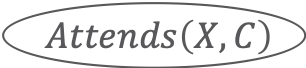 Attends(X, C)